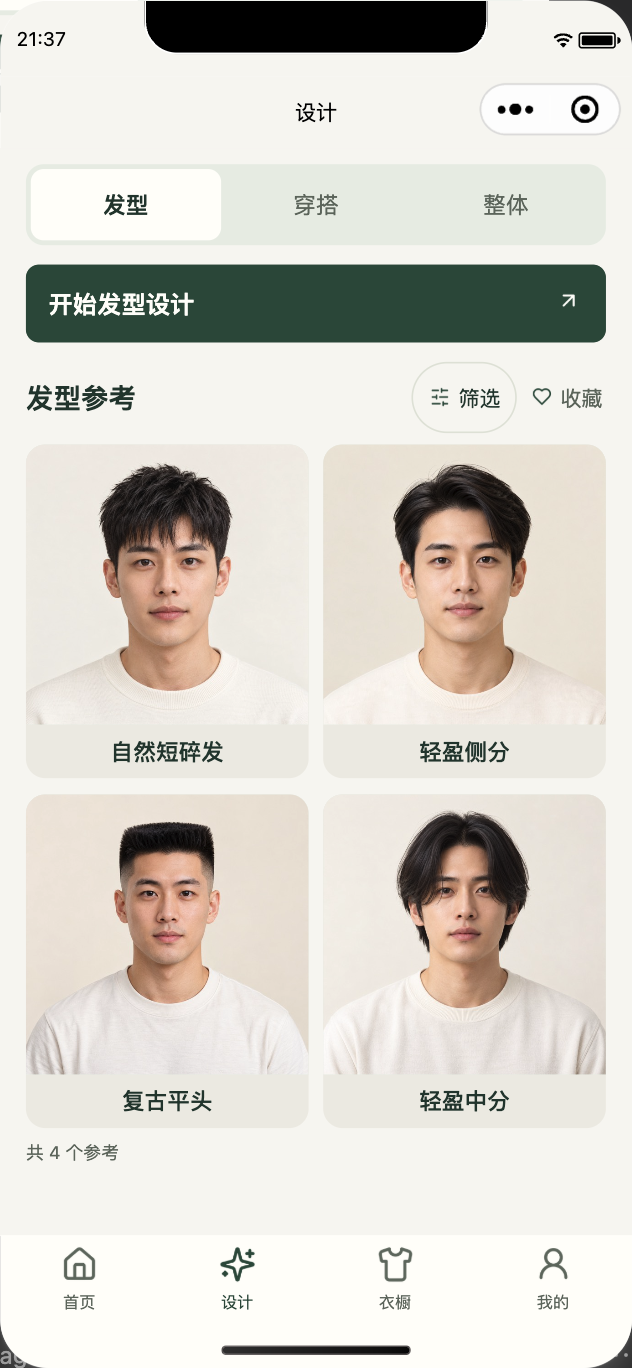 21:37
设计
发型 穿搭 整体
开始发型设计
发型参考 筛选 收藏
自然短碎发 轻盈侧分
复古平头 轻盈中分
共 4 个参考
首页 设计 衣橱 我的